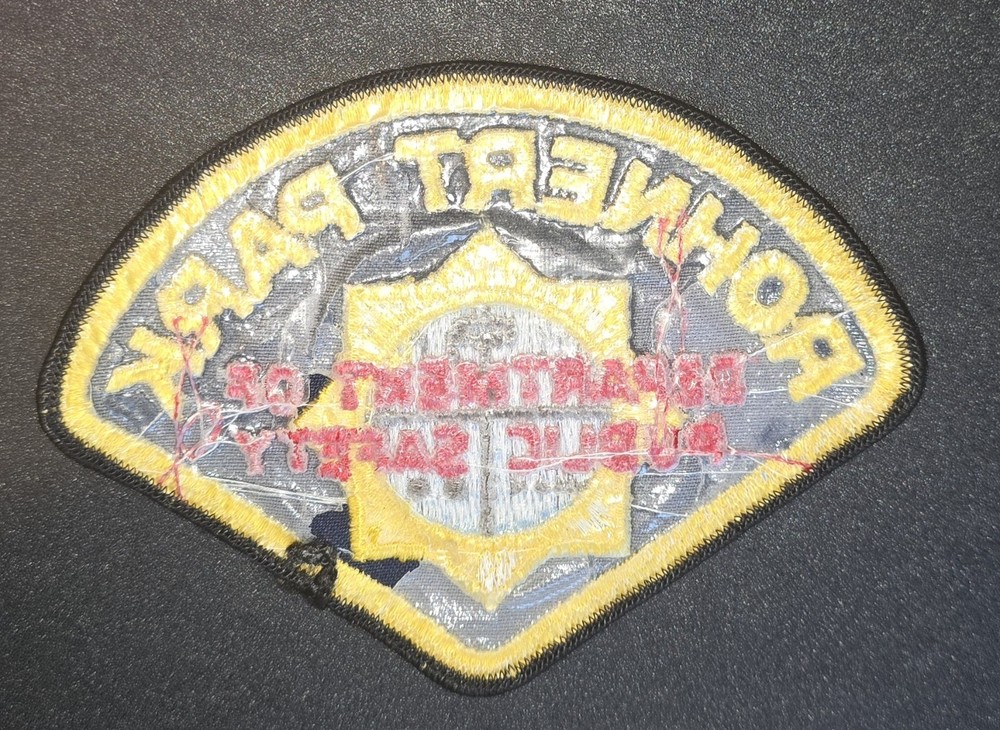 ROHNERT PARK
DEPARTMENT OF
PUBLIC SAFETY